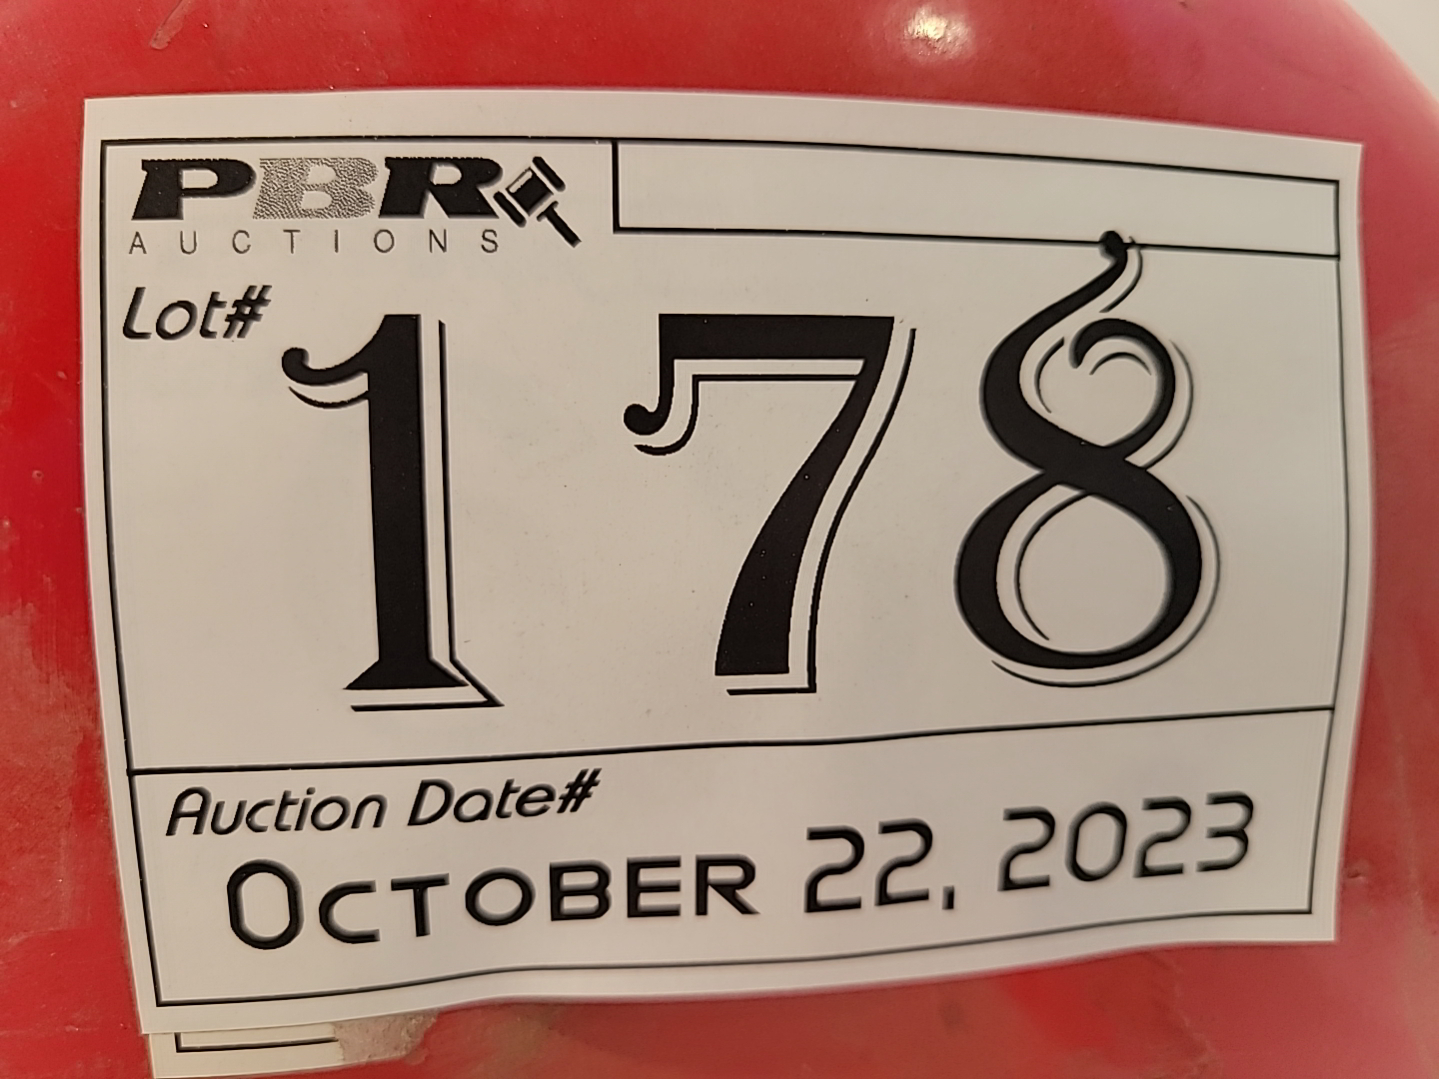 PBR
AUCTIONS
Lot#
178
Auction Date#
OCTOBER 22, 2023